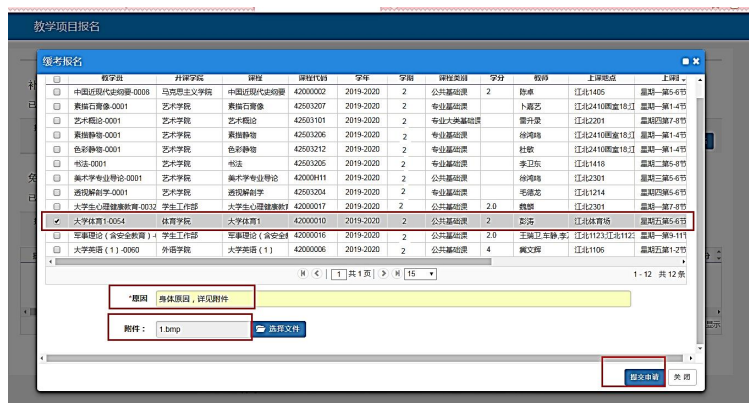 教学项目报名
缓考报名
教学班 开课学院 课程 课程代码 学年 学期 课程类别 学分 教师 上课地点
中国近现代史纲要-0008 马克思主义学院 中国近现代史纲要 42000002 2019-2020 2 公共基础课 2 陈卓 江北1405 星期一第5-6节
素描石膏像-0001 艺术学院 素描石膏像 42503207 2019-2020 2 专业基础课 卜嘉艺 江北2410画室18;江 星期一第1-4节
艺术概论-0001 艺术学院 艺术概论 42503101 2019-2020 2 专业大类基础课 雷升录 江北2201 星期四第7-8节
素描静物-0001 艺术学院 素描静物 42503206 2019-2020 2 专业基础课 徐鸿鸣 江北2410画室18;江 星期一第1-4节
色彩静物-0001 艺术学院 色彩静物 42503212 2019-2020 2 专业基础课 杜敏 江北2410画室18;江 星期一第1-4节
书法-0001 艺术学院 书法 42503205 2019-2020 2 专业基础课 李卫东 江北1418 星期二第5-8节
美术学专业导论-0001 艺术学院 美术学专业导论 42000H11 2019-2020 2 公共基础课 徐鸿鸣 江北2301 星期三第5-6节
透视解剖学-0001 艺术学院 透视解剖学 42503204 2019-2020 2 专业基础课 毛德龙 江北1214 星期四第5-6节
大学生心理健康教育-0032 学生工作部 大学生心理健康教育 42000017 2019-2020 2 公共基础课 2.0 魏麟 江北2301 星期一第7-8节
大学体育1-0054 体育学院 大学体育1 42000010 2019-2020 2 公共基础课 2 彭涛 江北体育场 星期五第5-6节
军事理论（含安全教育）- 学生工作部 军事理论（含安全教 42000016 2019-2020 2 公共基础课 2.0 江北1123;江北1123 星期一第9-11节
大学英语（1）-0060 外语学院 大学英语（1） 42000006 2019-2020 2 公共基础课 4 冀文辉 江北1106 星期五第1-2节
1 共 1 页 15 1 - 12 共 12 条
*原因 身体原因，详见附件
附件： 1.bmp 选择文件
提交申请 关 闭